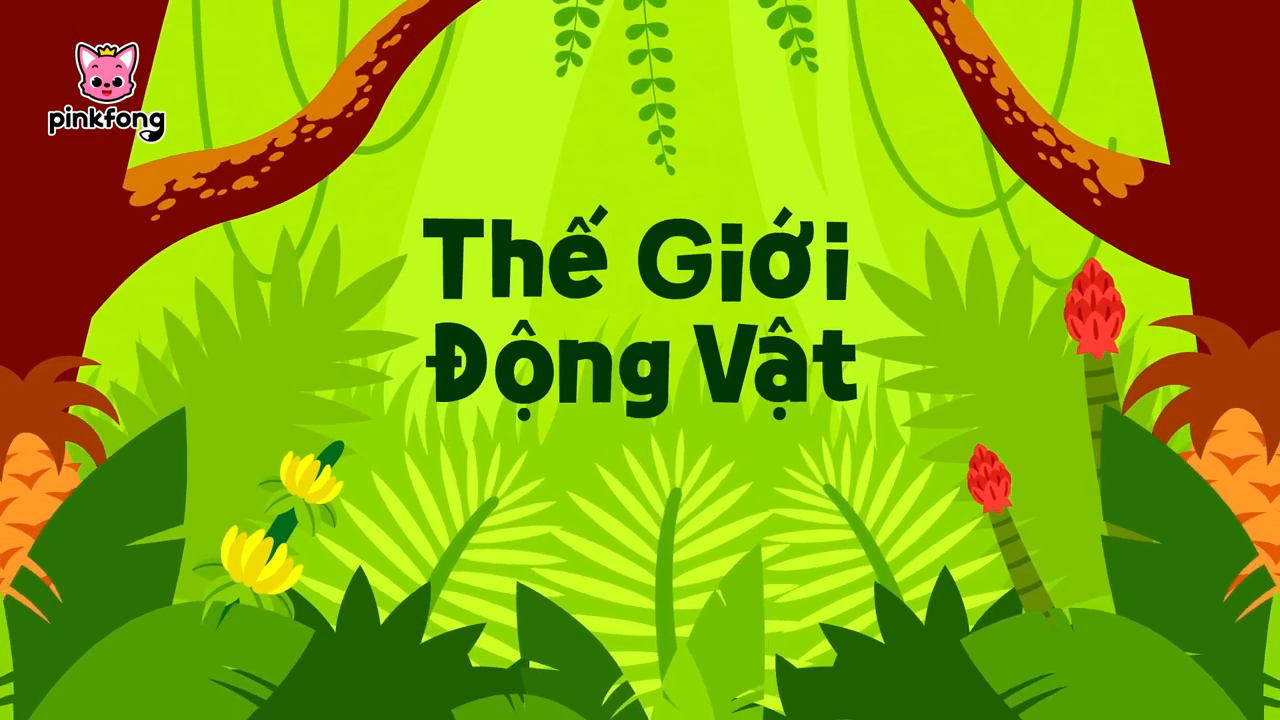 pinkfong
Thế Giới
Động Vật